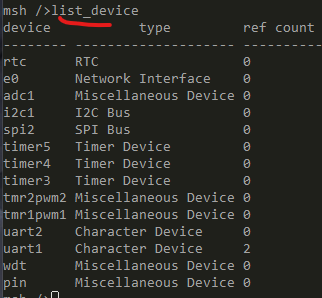 msh />list_device
device type ref count
-------- -------------------- ----------
rtc RTC 0
e0 Network Interface 0
adc1 Miscellaneous Device 0
i2c1 I2C Bus 0
spi2 SPI Bus 0
timer5 Timer Device 0
timer4 Timer Device 0
timer3 Timer Device 0
tmr2pwm2 Miscellaneous Device 0
tmr1pwm1 Miscellaneous Device 0
uart2 Character Device 0
uart1 Character Device 2
wdt Miscellaneous Device 0
pin Miscellaneous Device 0
msh />